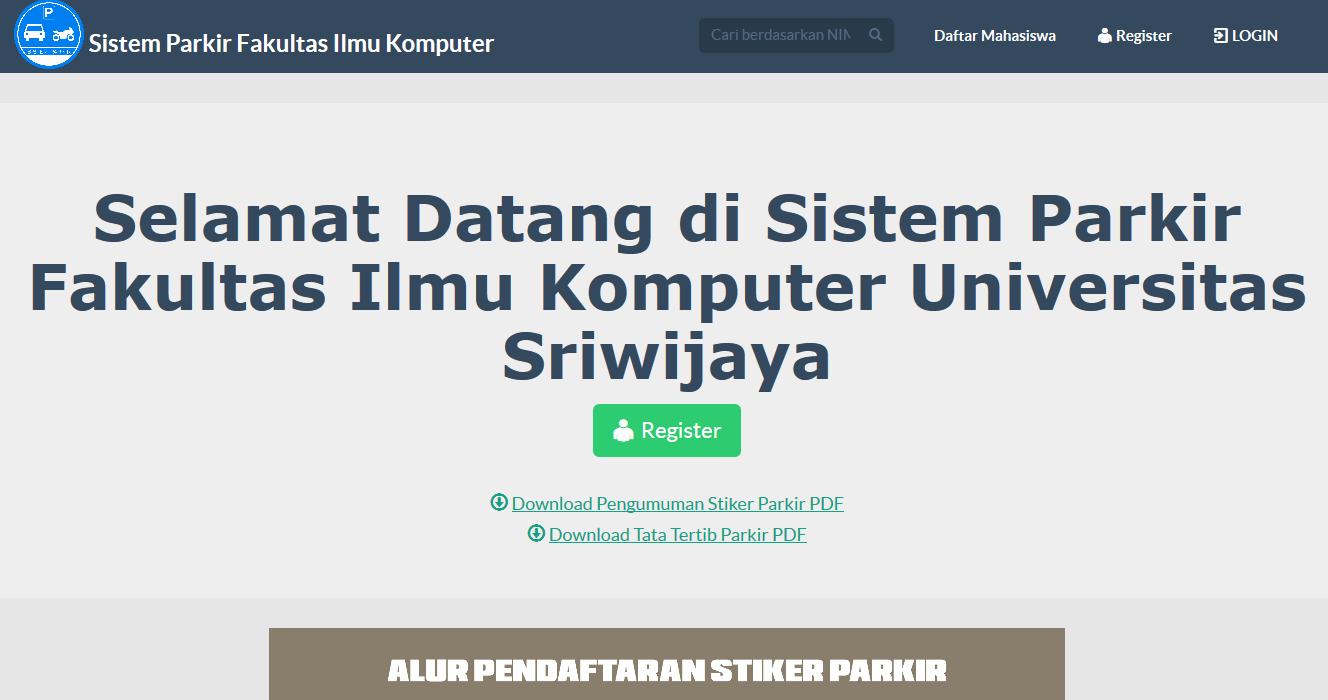 P
Sistem Parkir Fakultas Ilmu Komputer
Cari berdasarkan NIM
Daftar Mahasiswa
Register
LOGIN
Selamat Datang di Sistem Parkir
Fakultas Ilmu Komputer Universitas
Sriwijaya
Register
Download Pengumuman Stiker Parkir PDF
Download Tata Tertib Parkir PDF
ALUR PENDAFTARAN STIKER PARKIR